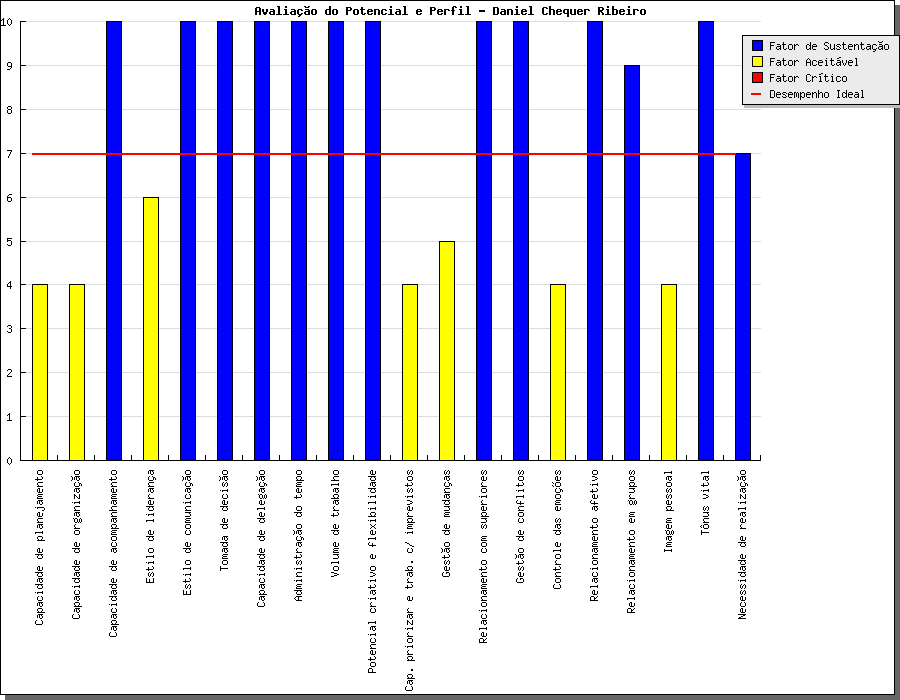 Avaliação do Potencial e Perfil - Daniel Chequer Ribeiro
Fator de Sustentação
Fator Aceitável
Fator Crítico
Desempenho Ideal
10
9
8
7
6
5
4
3
2
1
0
Capacidade de planejamento
Capacidade de organização
Capacidade de acompanhamento
Estilo de liderança
Estilo de comunicação
Tomada de decisão
Capacidade de delegação
Administração do tempo
Volume de trabalho
Potencial criativo e flexibilidade
Cap. priorizar e trab. c/ imprevistos
Gestão de mudanças
Relacionamento com superiores
Gestão de conflitos
Controle das emoções
Relacionamento afetivo
Relacionamento em grupos
Imagem pessoal
Tônus vital
Necessidade de realização